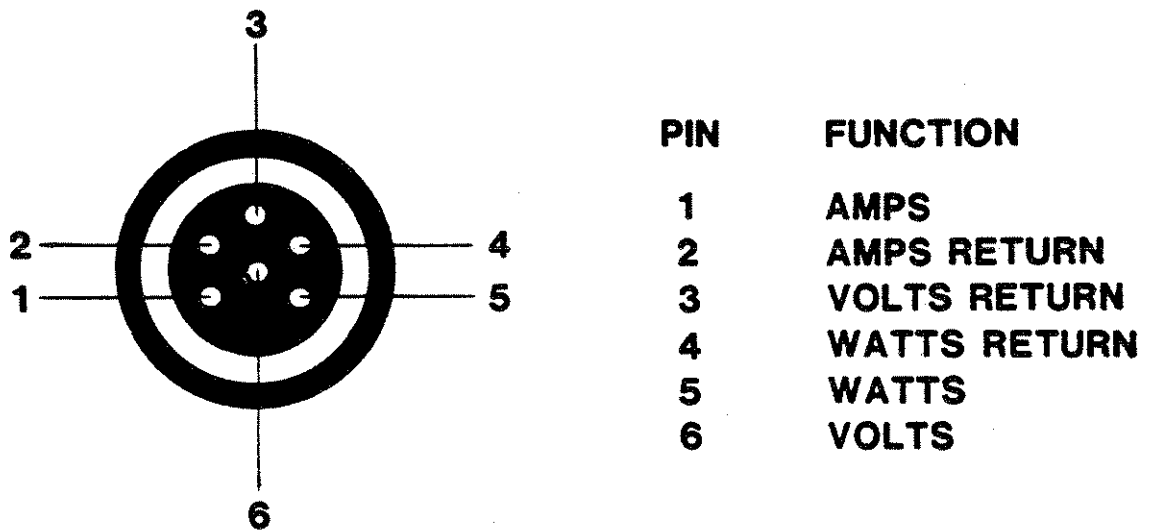 3
2
4
1
5
6
PIN FUNCTION
1 AMPS
2 AMPS RETURN
3 VOLTS RETURN
4 WATTS RETURN
5 WATTS
6 VOLTS